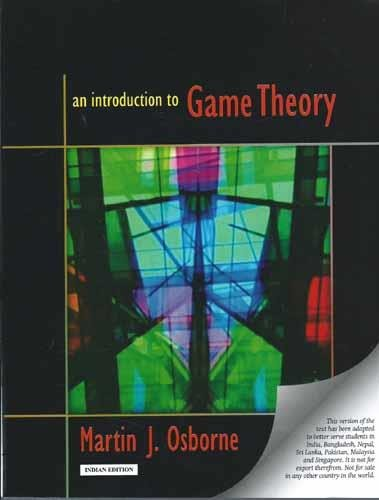 an introduction to Game Theory
Martin J. Osborne
INDIAN EDITION
This version of the
text has been adapted
to better serve students in
India, Bangladesh, Nepal,
Sri Lanka, Pakistan, Malaysia
and Singapore. It is not for
export therefrom. Not for sale
in any other country in the world.